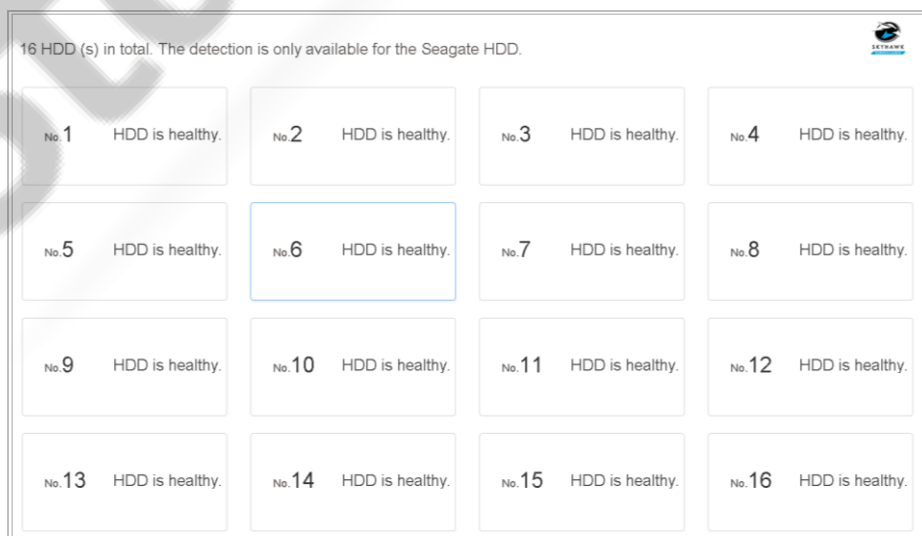 16 HDD (s) in total. The detection is only available for the Seagate HDD.
SKYHAWK
No.1 HDD is healthy. No.2 HDD is healthy. No.3 HDD is healthy. No.4 HDD is healthy.
No.5 HDD is healthy. No.6 HDD is healthy. No.7 HDD is healthy. No.8 HDD is healthy.
No.9 HDD is healthy. No.10 HDD is healthy. No.11 HDD is healthy. No.12 HDD is healthy.
No.13 HDD is healthy. No.14 HDD is healthy. No.15 HDD is healthy. No.16 HDD is healthy.